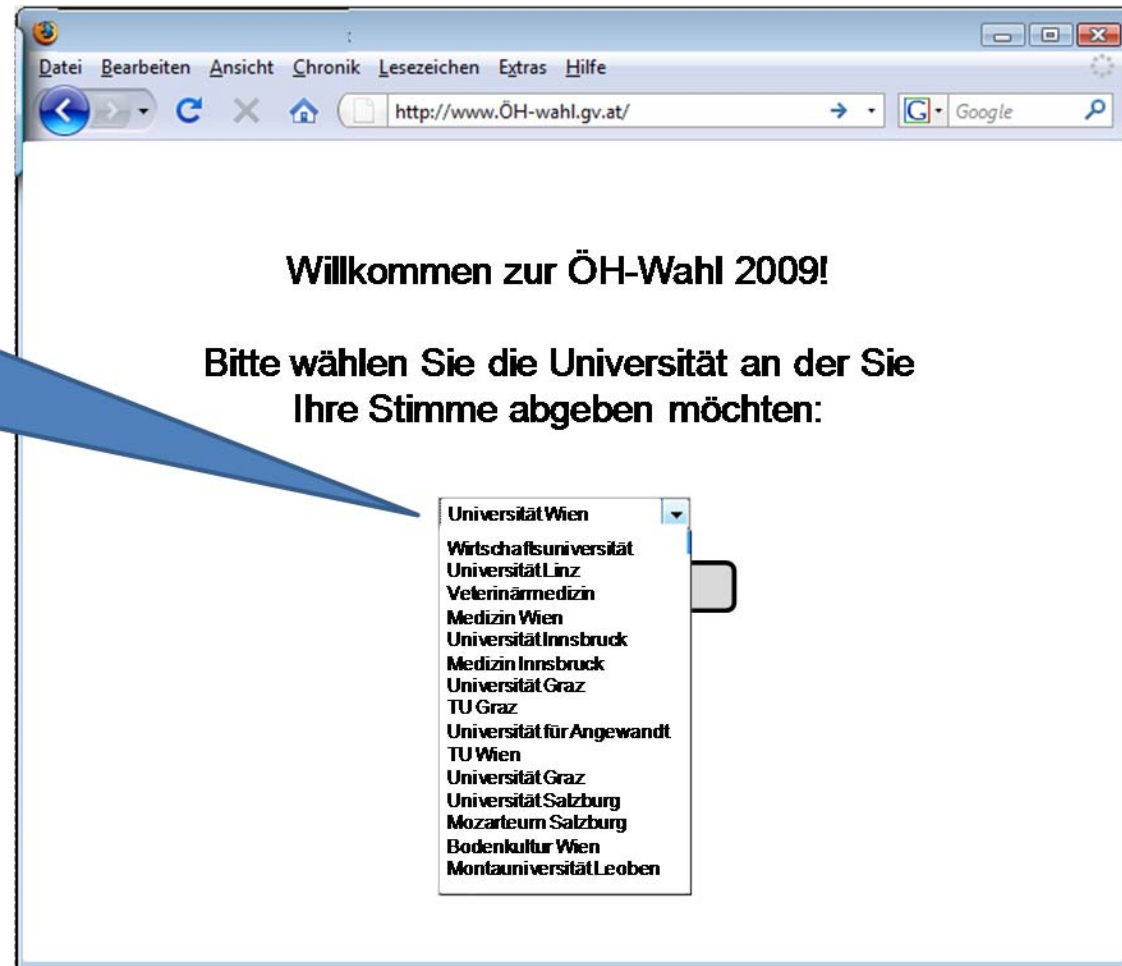 :
Datei Bearbeiten Ansicht Chronik Lesezeichen Extras Hilfe
http://www.ÖH-wahl.gv.at/ G Google
Willkommen zur ÖH-Wahl 2009!
Bitte wählen Sie die Universität an der Sie
Ihre Stimme abgeben möchten:
Universität Wien
Wirtschaftsuniversität
Universität Linz
Veterinärmedizin
Medizin Wien
Universität Innsbruck
Medizin Innsbruck
Universität Graz
TU Graz
Universität für Angewandt
TU Wien
Universität Graz
Universität Salzburg
Mozarteum Salzburg
Bodenkultur Wien
Montauniversität Leoben